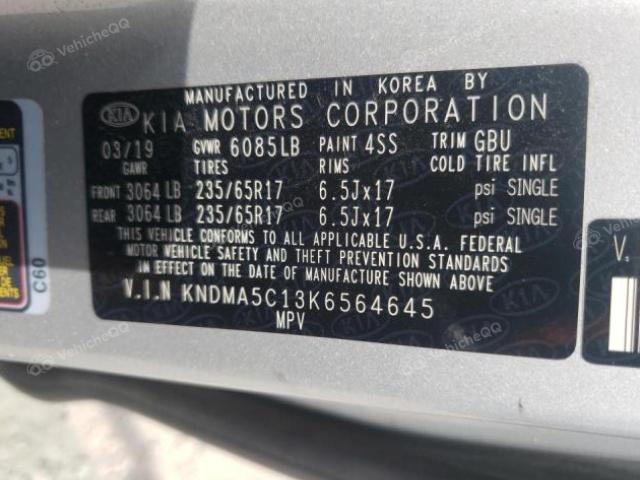 MANUFACTURED IN KOREA BY
KIA KIA MOTORS CORPORATION
03/19 GVWR 6085LB PAINT 4SS TRIM GBU
GAWR TIRES RIMS COLD TIRE INFL
FRONT 3064 LB 235/65R17 6.5Jx17 psi SINGLE
REAR 3064 LB 235/65R17 6.5Jx17 psi SINGLE
THIS VEHICLE CONFORMS TO ALL APPLICABLE U.S.A. FEDERAL
MOTOR VEHICLE SAFETY AND THEFT PREVENTION STANDARDS
IN EFFECT ON THE DATE OF MANUFACTURE SHOWN ABOVE
V.I.N KNDMA5C13K6564645
MPV
C60
V.
VehicleQQ